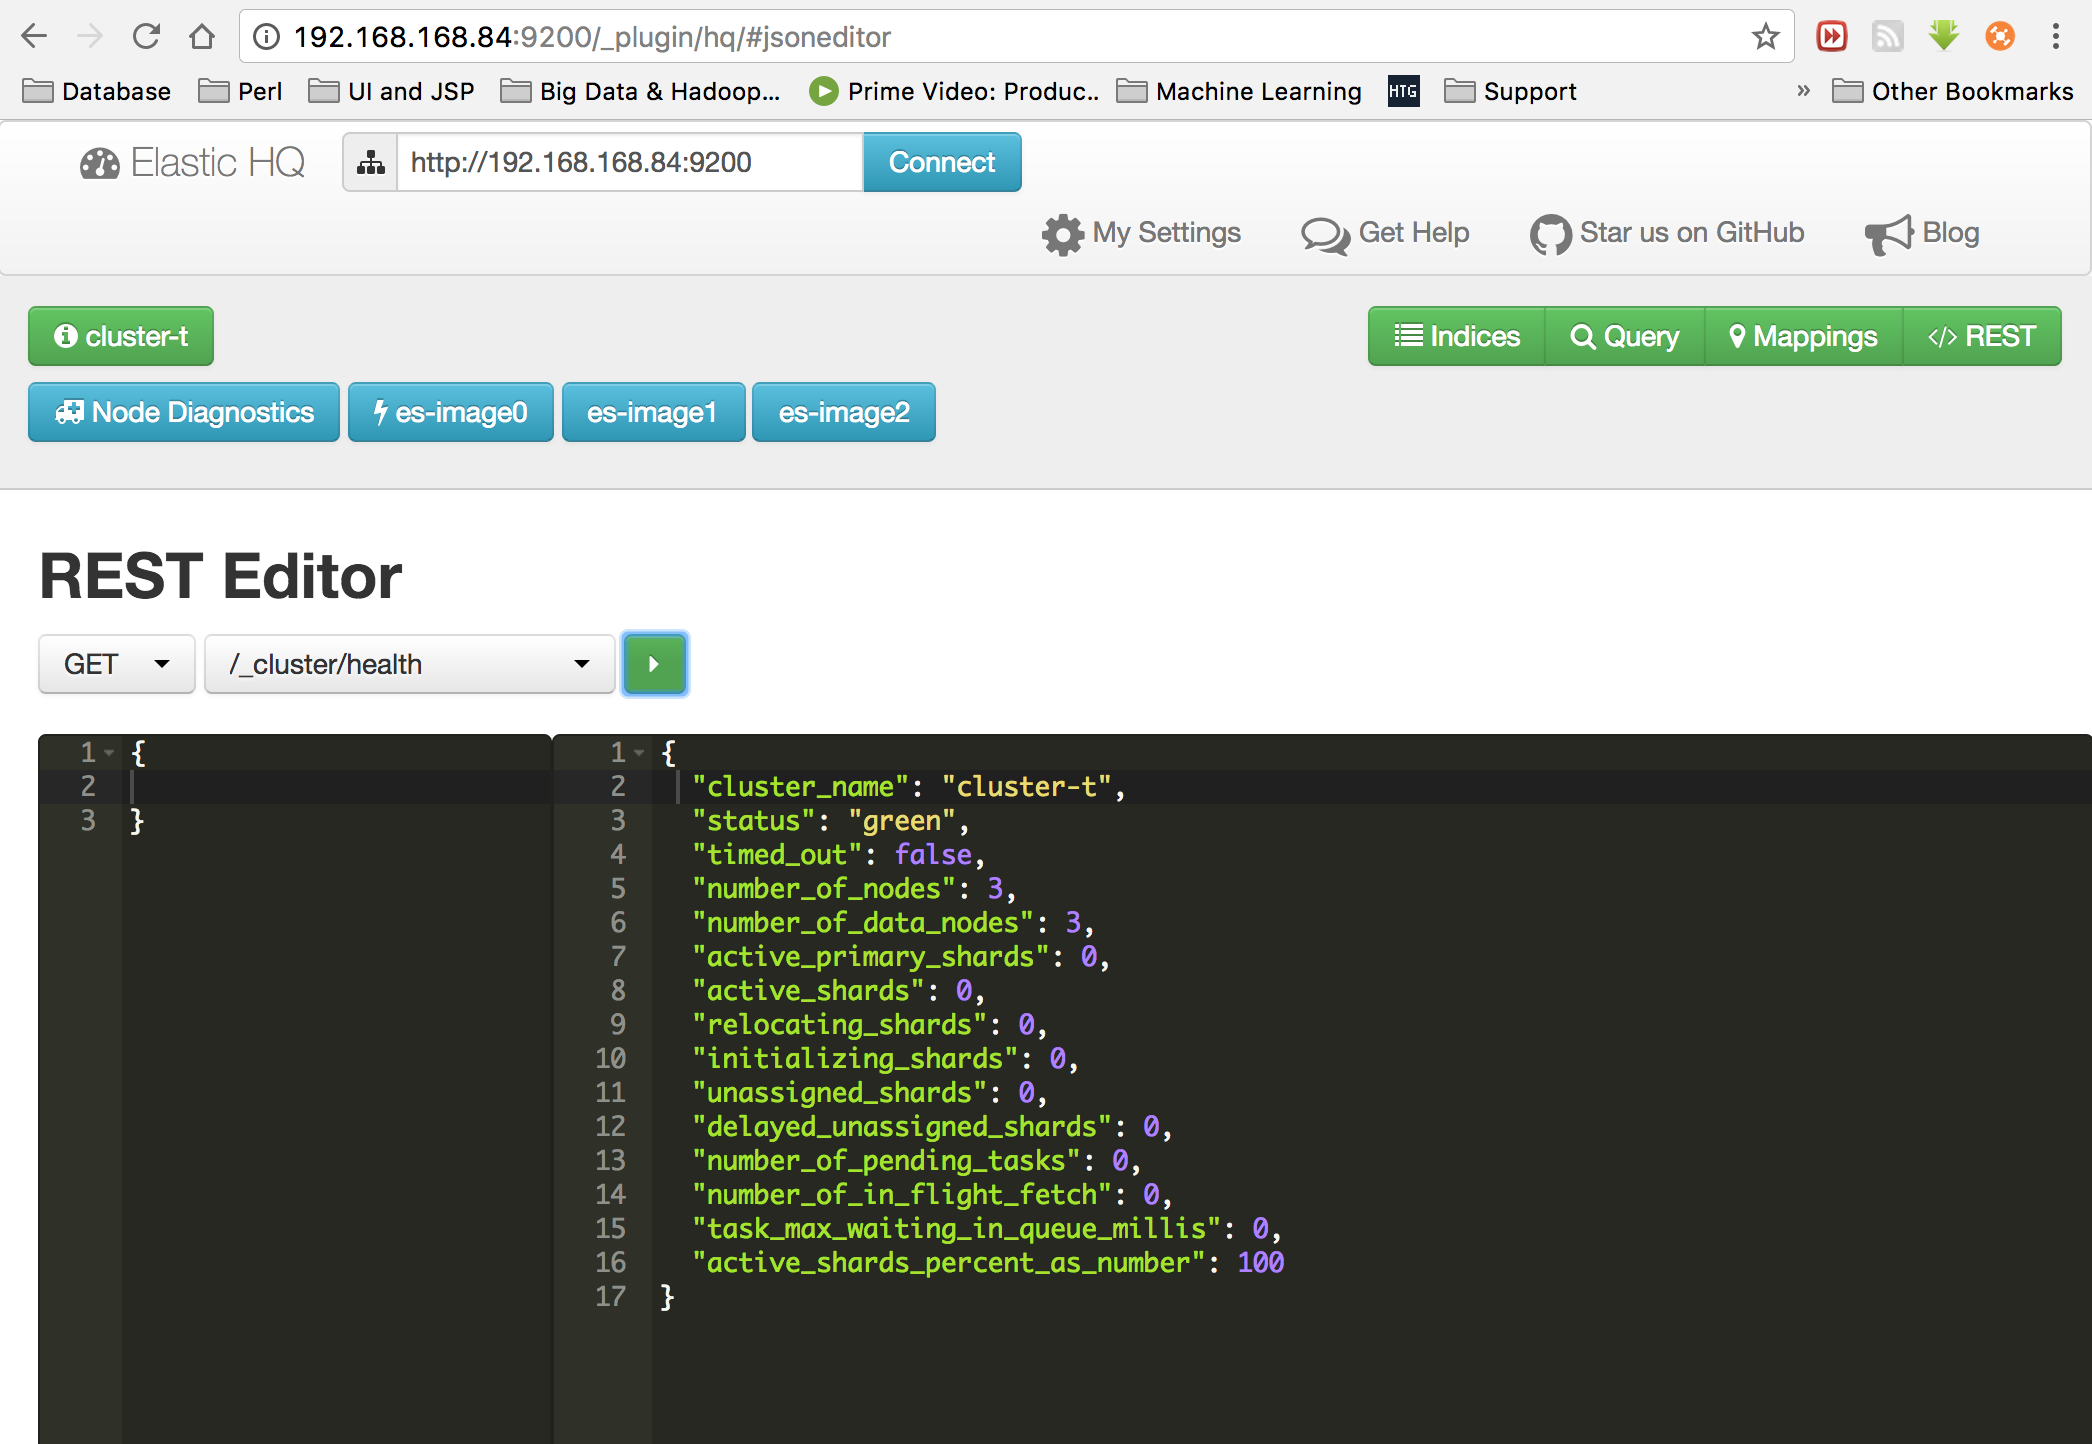 192.168.168.84:9200/_plugin/hq/#jsoneditor
Database Perl UI and JSP Big Data & Hadoop... Prime Video: Produc.. Machine Learning HTG Support » Other Bookmarks
Elastic HQ http://192.168.168.84:9200 Connect
My Settings Get Help Star us on GitHub Blog
cluster-t Indices Query Mappings </> REST
Node Diagnostics es-image0 es-image1 es-image2
REST Editor
GET /_cluster/health
1 {
2
3 }
1 {
2 "cluster_name": "cluster-t",
3 "status": "green",
4 "timed_out": false,
5 "number_of_nodes": 3,
6 "number_of_data_nodes": 3,
7 "active_primary_shards": 0,
8 "active_shards": 0,
9 "relocating_shards": 0,
10 "initializing_shards": 0,
11 "unassigned_shards": 0,
12 "delayed_unassigned_shards": 0,
13 "number_of_pending_tasks": 0,
14 "number_of_in_flight_fetch": 0,
15 "task_max_waiting_in_queue_millis": 0,
16 "active_shards_percent_as_number": 100
17 }